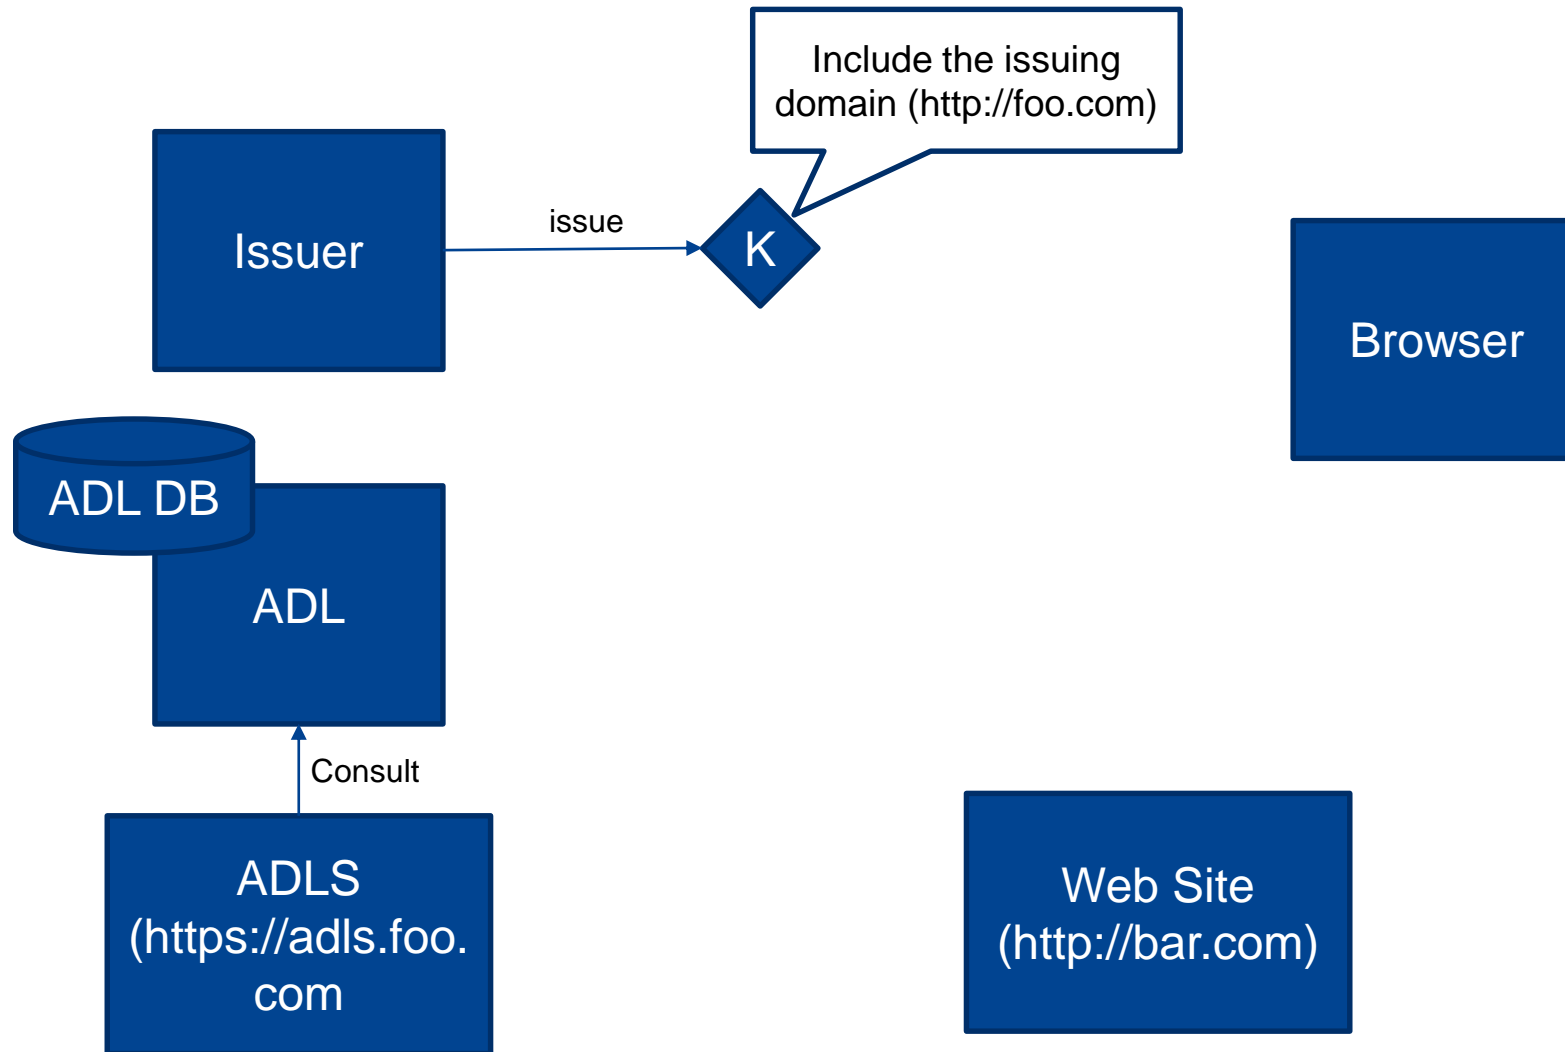 Include the issuing
domain (http://foo.com)
issue
Issuer
K
Browser
ADL DB
ADL
Consult
ADLS
(https://adls.foo.
com
Web Site
(http://bar.com)